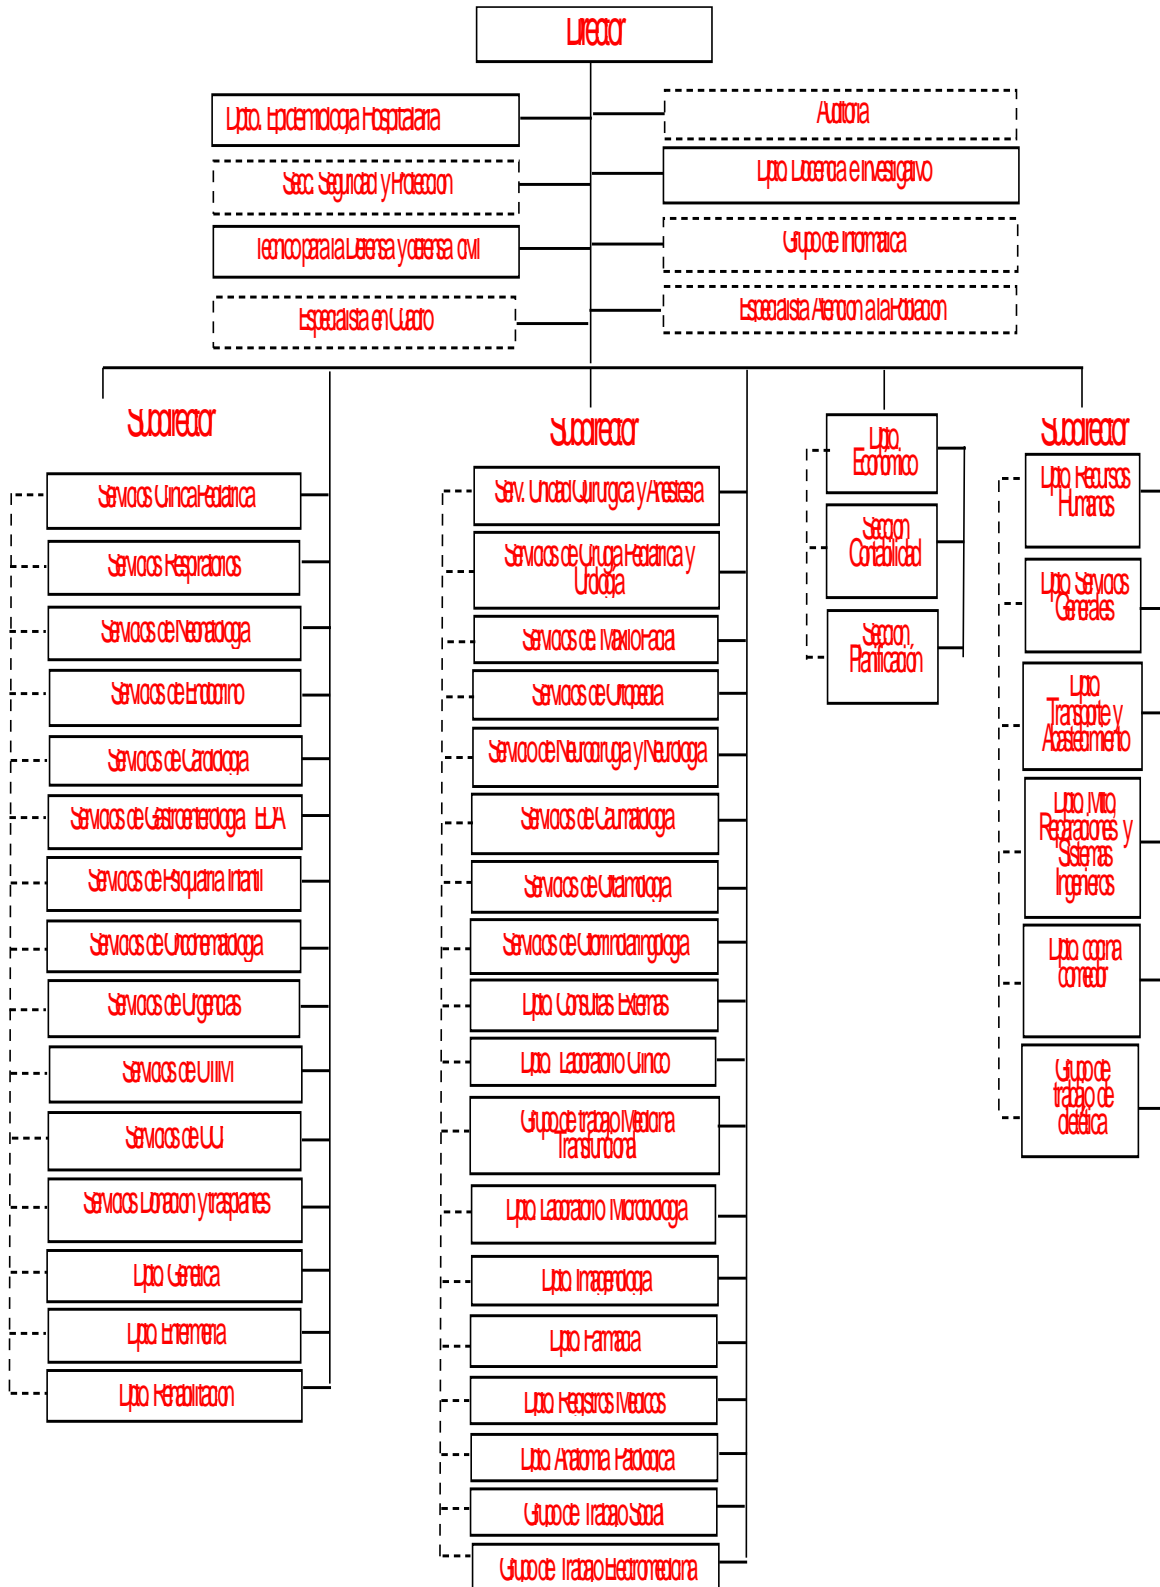 Director
Dpto. Epidemiología Hospitalaria
Auditoria
Secc. Seguridad y Protección
Dpto. Docencia e Investigativo
Técnico para la Defensa y defensa civil
Grupo de Informática
Especialista en Cuadro
Especialista Atención a la Población
Subdirector
Servicios Clínica Pediátrica
Servicios Respiratorios
Servicios de Neonatología
Servicios de Endocrino
Servicios de Cardiología
Servicios de Gastroenterología EDA
Servicios de Psiquiatría Infantil
Servicios de Oncohematología
Servicios de Urgencias
Servicios de UTIM
Servicios de UCI
Servicios Donación y trasplantes
Dpto. Genética
Dpto. Enfermería
Dpto. Rehabilitación
Subdirector
Serv. Unidad Quirúrgica y Anestesia
Servicios de Cirugía Pediátrica y
Urología
Servicios de Maxilo Facial
Servicios de Ortopedia
Servicio de Neurocirugía y Neurología
Servicios de Caumatología
Servicios de Oftalmología
Servicios de Otorrinolaringología
Dpto. Consultas Externas
Dpto. Laboratorio Clínico
Grupo de trabajo Medicina
Transfuncional
Dpto. Laboratorio Microbiología
Dpto. Imagenología
Dpto. Farmacia
Dpto. Registros Médicos
Dpto. Anatomía Patológica
Grupo de Trabajo Social
Grupo de Trabajo Electromedicina
Dpto.
Económico
Sección
Contabilidad
Sección
Planificación
Subdirector
Dpto. Recursos
Humanos
Dpto. Servicios
Generales
Dpto.
Transporte y
Abastecimiento
Dpto. Mtto,
Reparaciones y
Sistemas
Ingenieros
Dpto. cocina
comedor
Grupo de
trabajo de
dietética